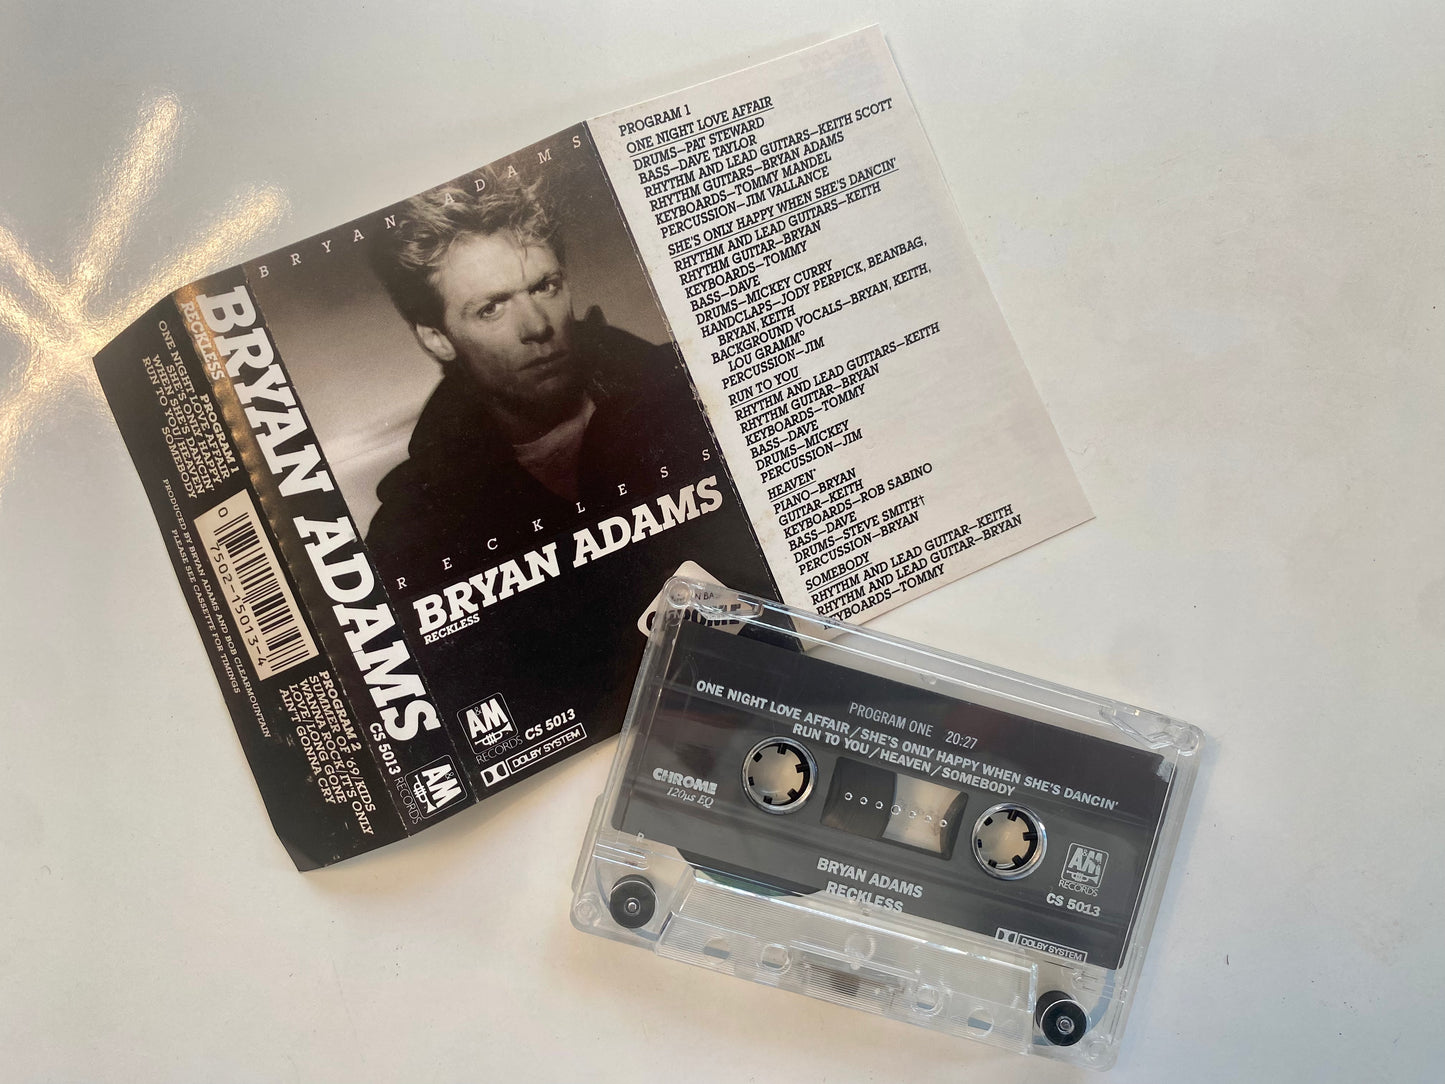 ONE NIGHT LOVE AFFAIR
SHE'S ONLY HAPPY
WHEN SHE'S DANCIN
RUN TO YOU/HEAVEN
SOMEBODY
PROGRAM 1
PRODUCED BY BRYAN ADAMS AND BOB CLEARMOUNTAIN
PLEASE SEE CASSETTE FOR TIMINGS
0 7502-15013-4
PROGRAM 2
SUMMER OF '69/KIDS
WANNA ROCK/IT'S ONLY
LOVE/LONG GONE
AIN'T GONNA CRY
BRYAN ADAMS
RECKLESS
CS 5013
A&M
RECORDS
BRYAN ADAMS
RECKLESS
BRYAN ADAMS
RECKLESS
CHROME
A&M
RECORDS
CS 5013
DOLBY SYSTEM
PROGRAM 1
ONE NIGHT LOVE AFFAIR
DRUMS—PAT STEWARD
BASS—DAVE TAYLOR
RHYTHM AND LEAD GUITARS—KEITH SCOTT
RHYTHM GUITARS—BRYAN ADAMS
KEYBOARDS—TOMMY MANDEL
PERCUSSION—JIM VALLANCE
SHE'S ONLY HAPPY WHEN SHE'S DANCIN'
RHYTHM AND LEAD GUITARS—KEITH
RHYTHM GUITAR—BRYAN
KEYBOARDS—TOMMY
BASS—DAVE
DRUMS—MICKEY CURRY
HANDCLAPS—JODY PERPICK, BEANBAG,
BRYAN, KEITH
BACKGROUND VOCALS—BRYAN, KEITH,
LOU GRAMM°
PERCUSSION—JIM
RUN TO YOU
RHYTHM AND LEAD GUITARS—KEITH
RHYTHM GUITAR—BRYAN
KEYBOARDS—TOMMY
BASS—DAVE
DRUMS—MICKEY
PERCUSSION—JIM
HEAVEN*
PIANO—BRYAN
GUITAR—KEITH
KEYBOARDS—ROB SABINO
BASS—DAVE
DRUMS—STEVE SMITH†
PERCUSSION—BRYAN
SOMEBODY
RHYTHM AND LEAD GUITAR—KEITH
RHYTHM AND LEAD GUITAR—BRYAN
KEYBOARDS—TOMMY
PROGRAM ONE 20:27
ONE NIGHT LOVE AFFAIR / SHE'S ONLY HAPPY WHEN SHE'S DANCIN'
RUN TO YOU / HEAVEN / SOMEBODY
CHROME
120µs EQ
A&M
RECORDS
CS 5013
BRYAN ADAMS
RECKLESS
DOLBY SYSTEM